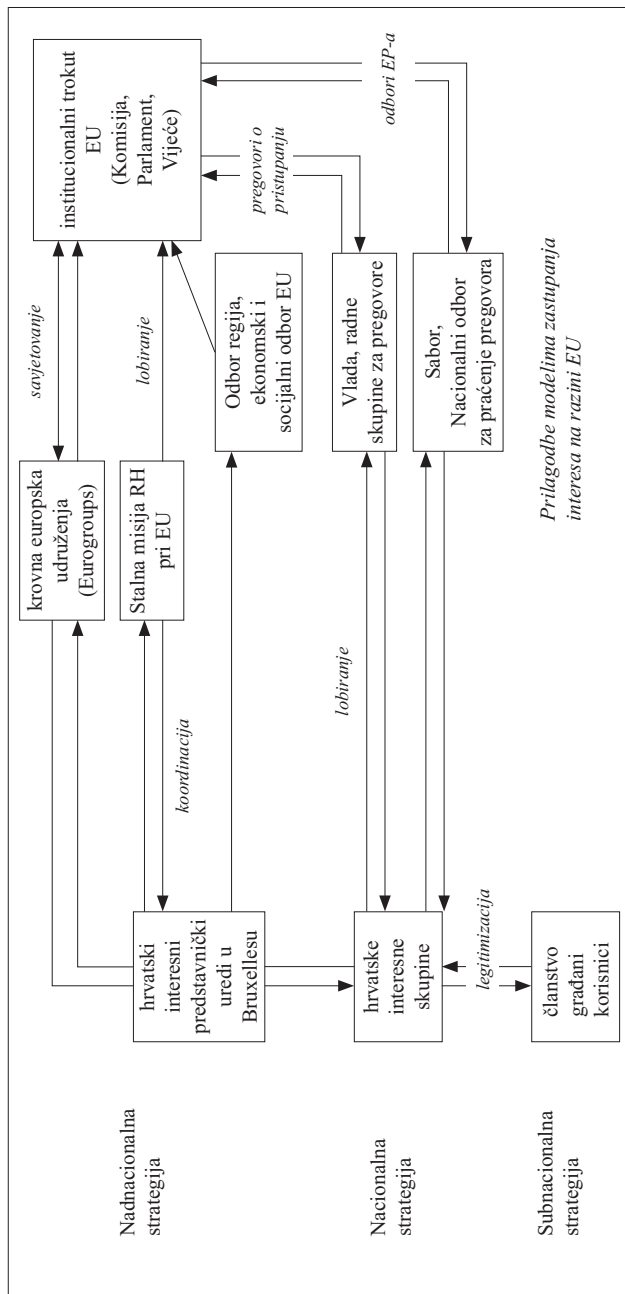 Nadnacionalna
strategija
Nacionalna
strategija
Subnacionalna
strategija
hrvatski
interesni
predstavnički
uredi u
Bruxellesu
hrvatske
interesne
skupine
legitimizacija
članstvo
građani
korisnici
koordinacija
lobiranje
krovna europska
udruženja
(Eurogroups)
Stalna misija RH
pri EU
savjetovanje
lobiranje
Odbor regija,
ekonomski i
socijalni odbor EU
Vlada, radne
skupine za pregovore
Sabor,
Nacionalni odbor
za praćenje pregovora
institucionalni trokut
EU
(Komisija,
Parlament,
Vijeće)
pregovori o
pristupanju
odbori EP-a
Prilagodbe modelima zastupanja
interesa na razini EU